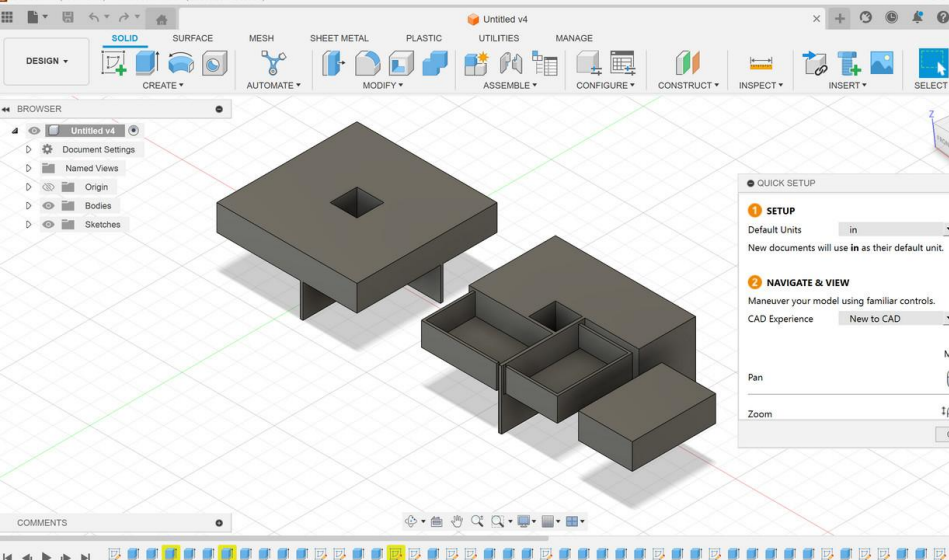 Untitled v4
SOLID SURFACE MESH SHEET METAL PLASTIC UTILITIES MANAGE
DESIGN
CREATE AUTOMATE MODIFY ASSEMBLE CONFIGURE CONSTRUCT INSPECT INSERT SELECT
BROWSER
Untitled v4
Document Settings
Named Views
Origin
Bodies
Sketches
Z
QUICK SETUP
1 SETUP
Default Units in
New documents will use in as their default unit.
2 NAVIGATE & VIEW
Maneuver your model using familiar controls.
CAD Experience New to CAD
M
Pan
Zoom
COMMENTS